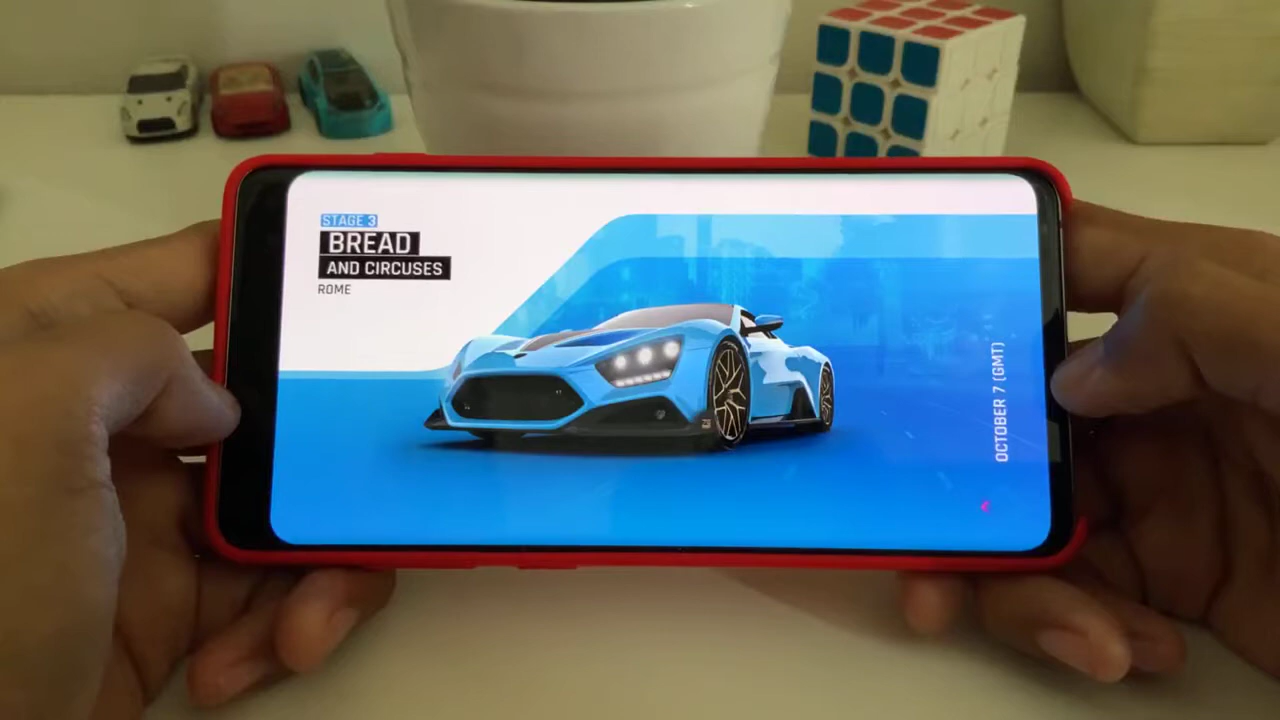 STAGE 3
BREAD
AND CIRCUSES
ROME
OCTOBER 7 (GMT)